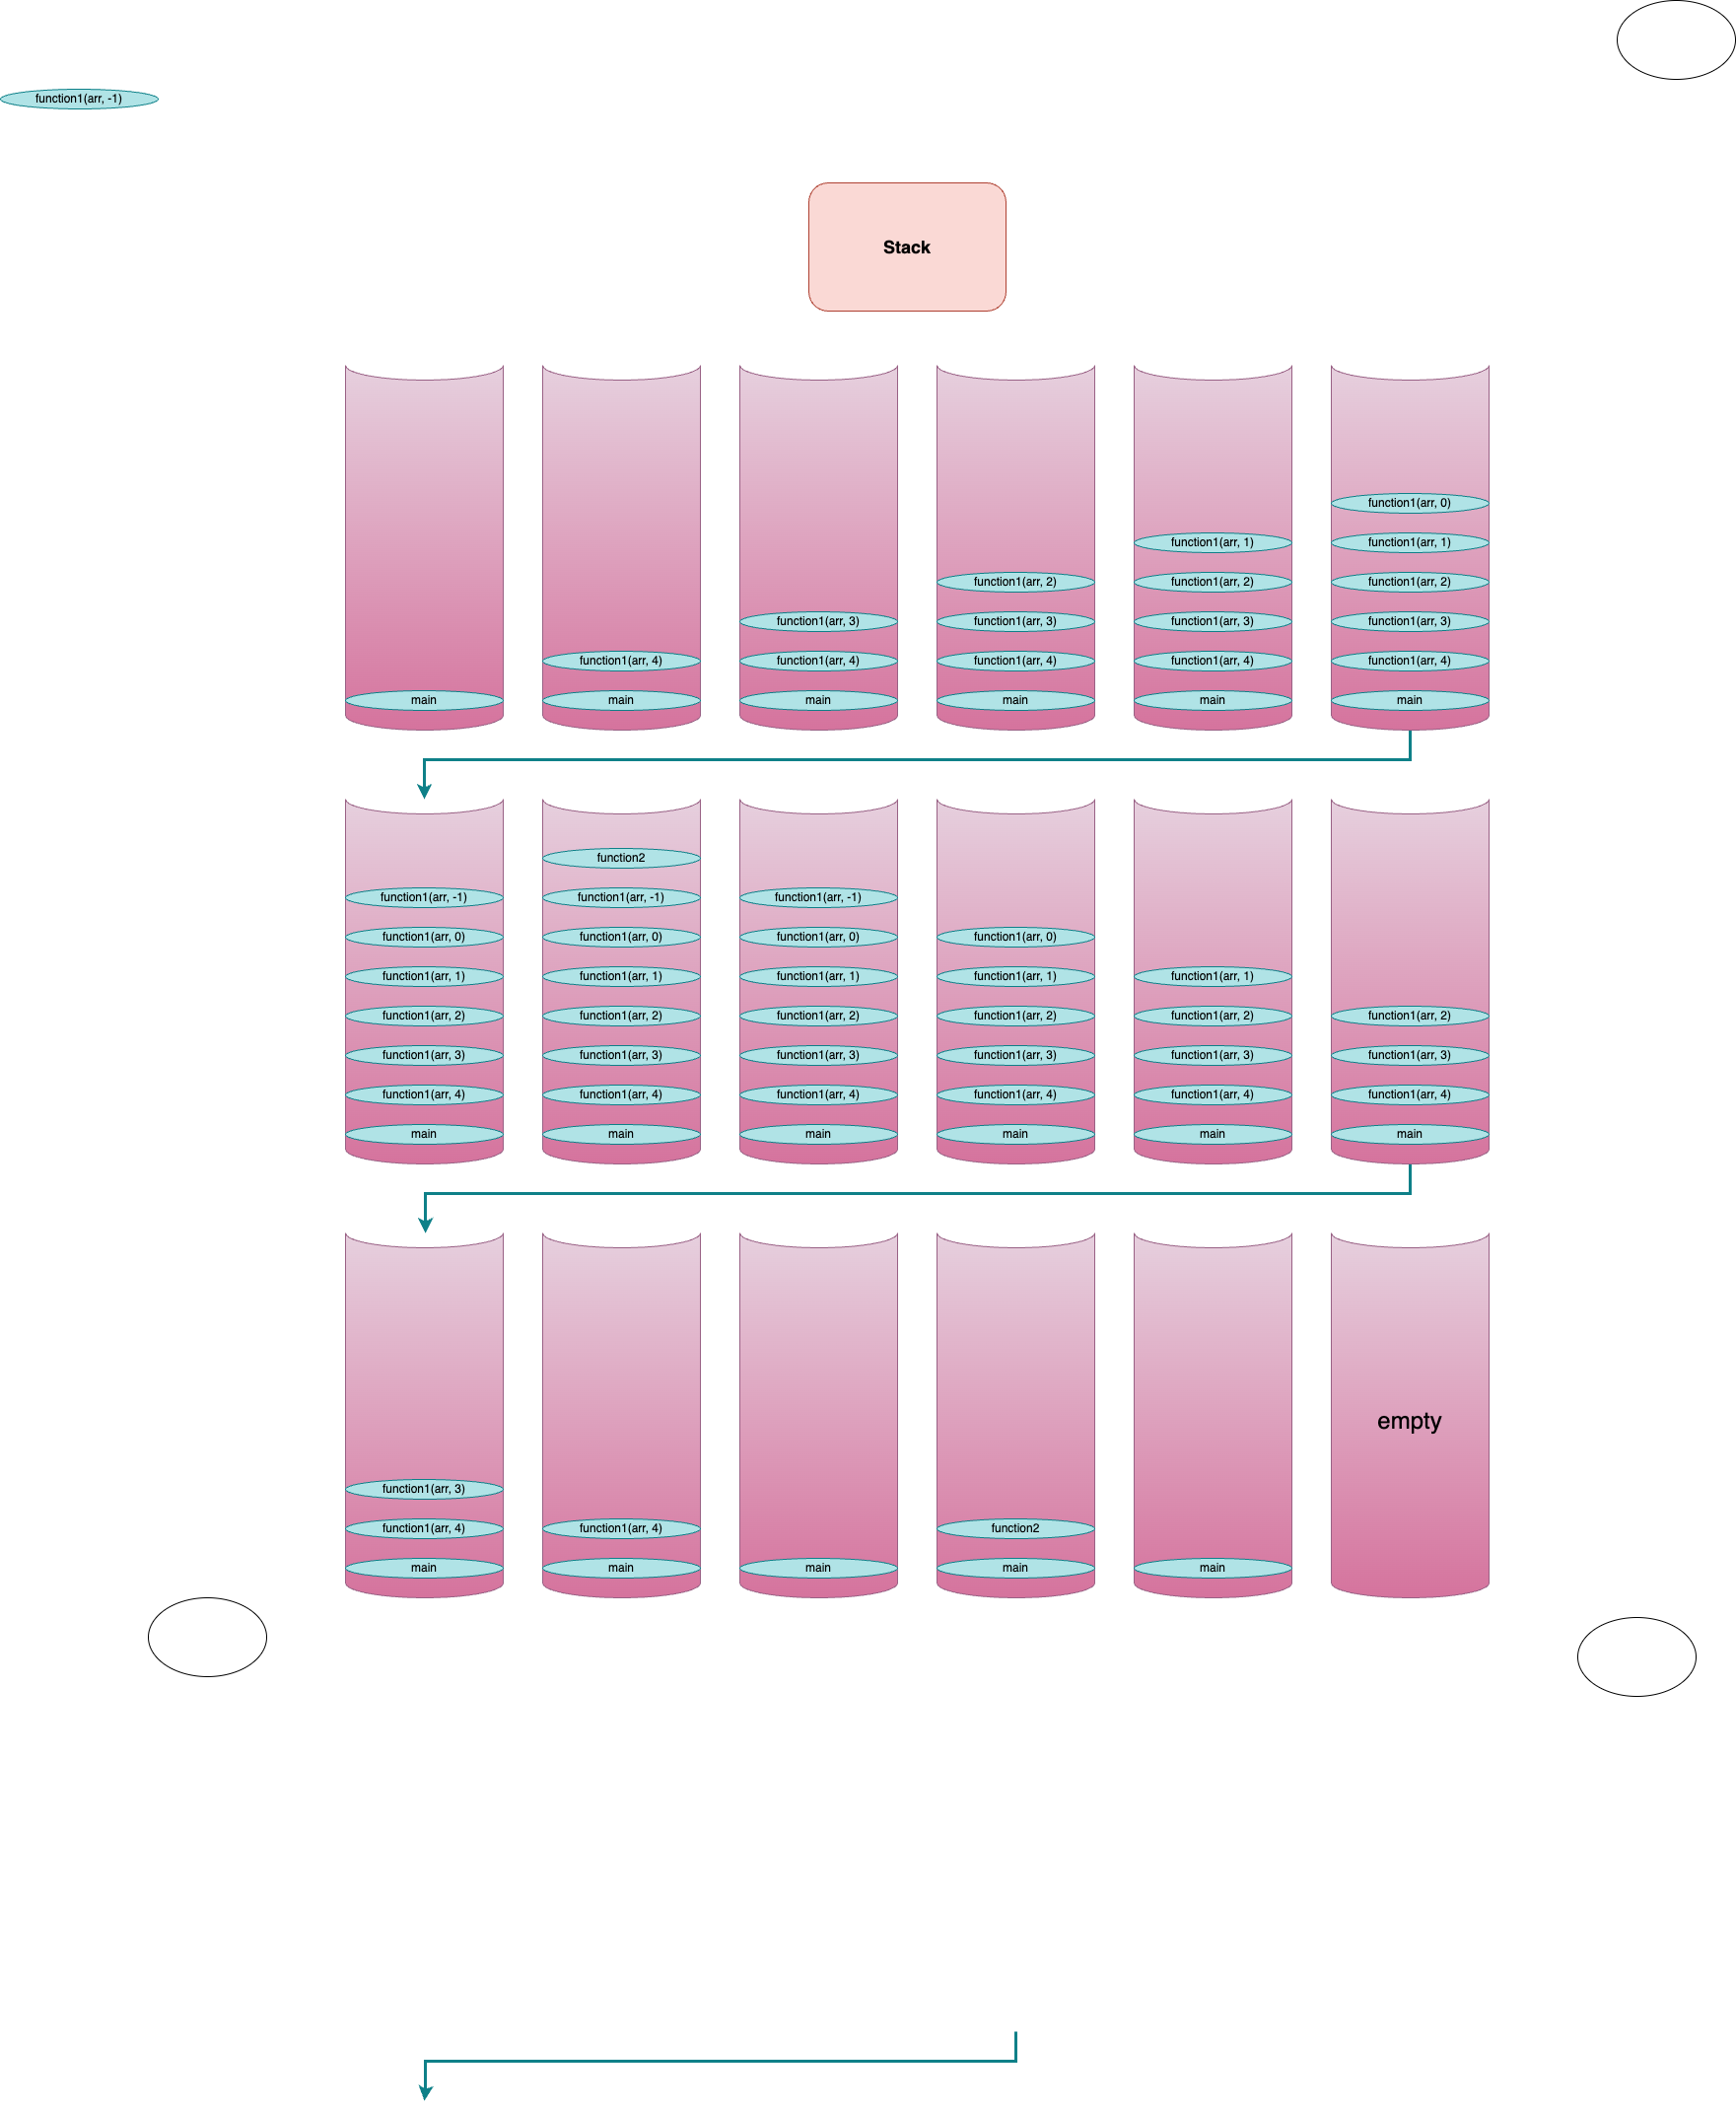 function1(arr, -1)
Stack
function1(arr, 0)
function1(arr, 1)
function1(arr, 1)
function1(arr, 2)
function1(arr, 2)
function1(arr, 2)
function1(arr, 3)
function1(arr, 3)
function1(arr, 3)
function1(arr, 3)
function1(arr, 4)
function1(arr, 4)
function1(arr, 4)
function1(arr, 4)
function1(arr, 4)
main
main
main
main
main
main
function2
function1(arr, -1)
function1(arr, -1)
function1(arr, -1)
function1(arr, 0)
function1(arr, 0)
function1(arr, 0)
function1(arr, 0)
function1(arr, 1)
function1(arr, 1)
function1(arr, 1)
function1(arr, 1)
function1(arr, 1)
function1(arr, 2)
function1(arr, 2)
function1(arr, 2)
function1(arr, 2)
function1(arr, 2)
function1(arr, 2)
function1(arr, 3)
function1(arr, 3)
function1(arr, 3)
function1(arr, 3)
function1(arr, 3)
function1(arr, 3)
function1(arr, 4)
function1(arr, 4)
function1(arr, 4)
function1(arr, 4)
function1(arr, 4)
function1(arr, 4)
main
main
main
main
main
main
empty
function1(arr, 3)
function1(arr, 4)
function1(arr, 4)
function2
main
main
main
main
main